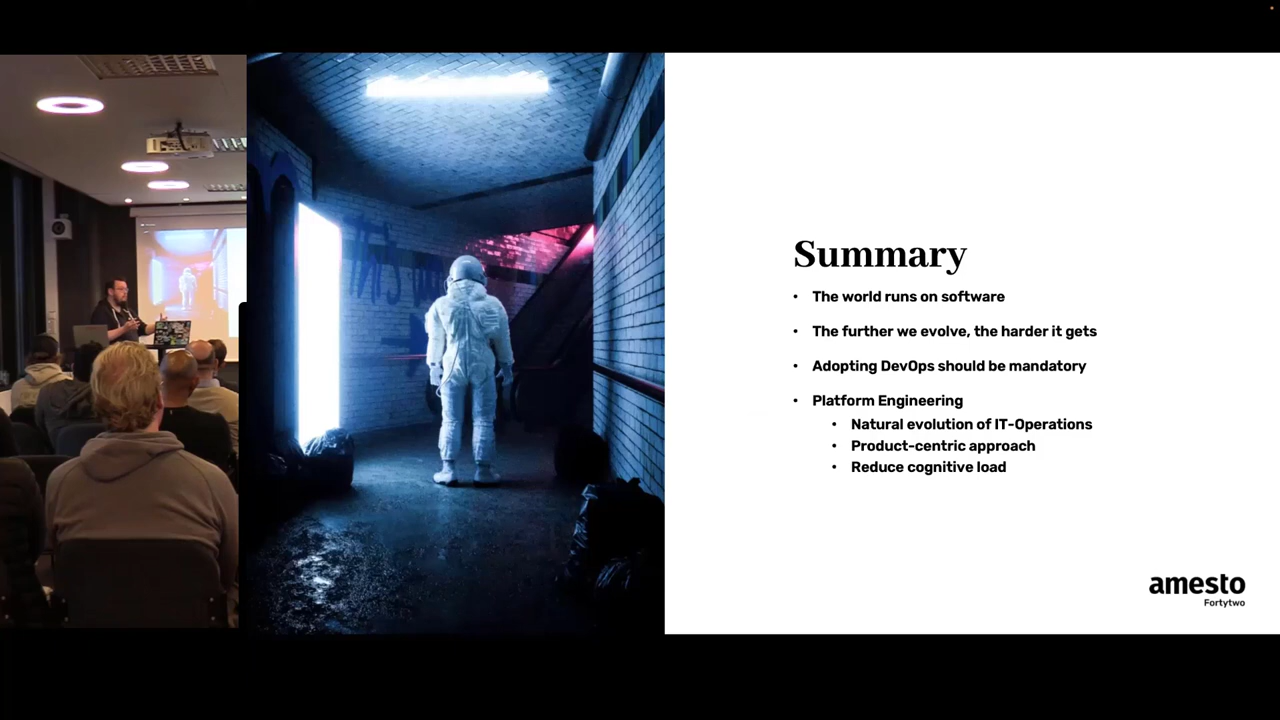 Summary
• The world runs on software
• The further we evolve, the harder it gets
• Adopting DevOps should be mandatory
• Platform Engineering
• Natural evolution of IT-Operations
• Product-centric approach
• Reduce cognitive load
amesto
Fortytwo